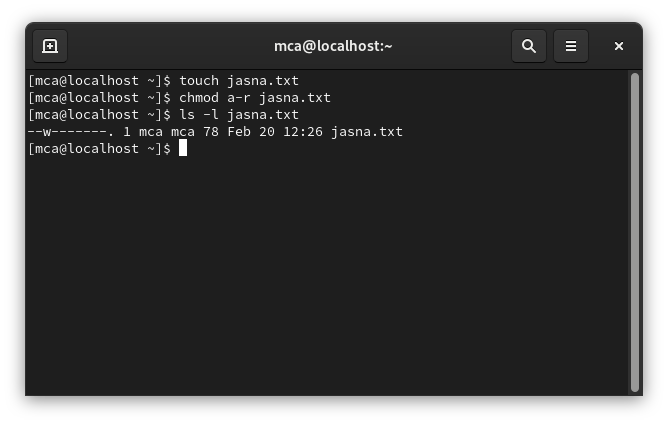 mca@localhost:~
[mca@localhost ~]$ touch jasna.txt
[mca@localhost ~]$ chmod a-r jasna.txt
[mca@localhost ~]$ ls -l jasna.txt
--w-------. 1 mca mca 78 Feb 20 12:26 jasna.txt
[mca@localhost ~]$